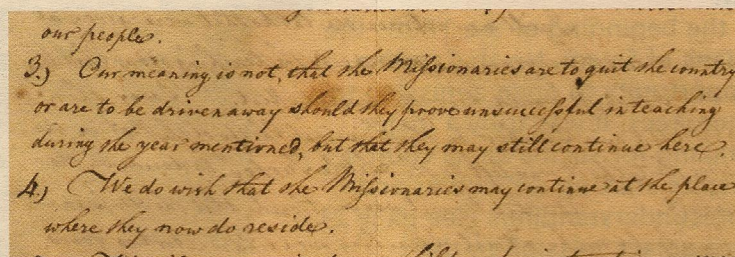 our people.
3.) Our meaning is not, that the Missionaries are to quit the country
or are to be driven away should they prove unsuccessful in teaching
during the year mentioned, but that they may still continue here.
4.) We do wish that the Missionaries may continue at the place
where they now do reside.